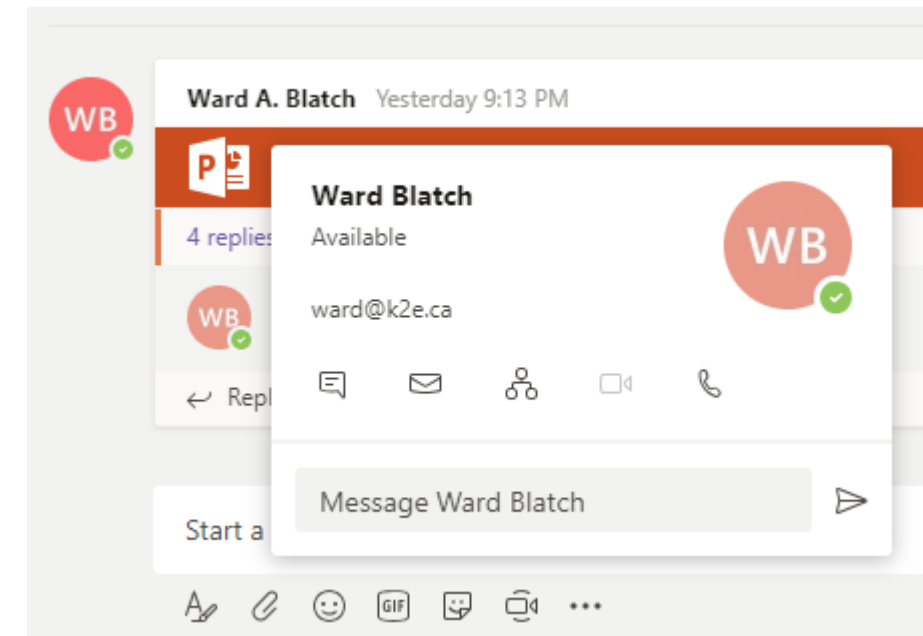 WB
Ward A. Blatch Yesterday 9:13 PM
P
4 replies
WB
Repl
Ward Blatch
Available
ward@k2e.ca
WB
Message Ward Blatch
Start a
GIF